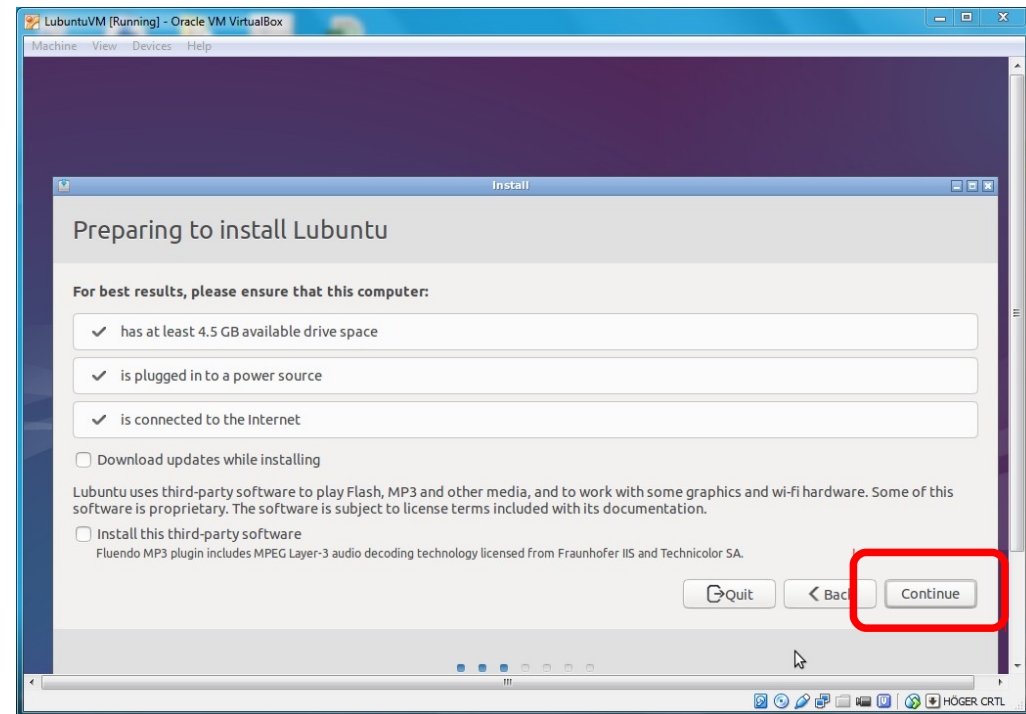 LubuntuVM [Running] - Oracle VM VirtualBox
Machine View Devices Help
Install
Preparing to install Lubuntu
For best results, please ensure that this computer:
has at least 4.5 GB available drive space
is plugged in to a power source
is connected to the Internet
Download updates while installing
Lubuntu uses third-party software to play Flash, MP3 and other media, and to work with some graphics and wi-fi hardware. Some of this
software is proprietary. The software is subject to license terms included with its documentation.
Install this third-party software
Fluendo MP3 plugin includes MPEG Layer-3 audio decoding technology licensed from Fraunhofer IIS and Technicolor SA.
Quit Back Continue
HÖGER CRTL